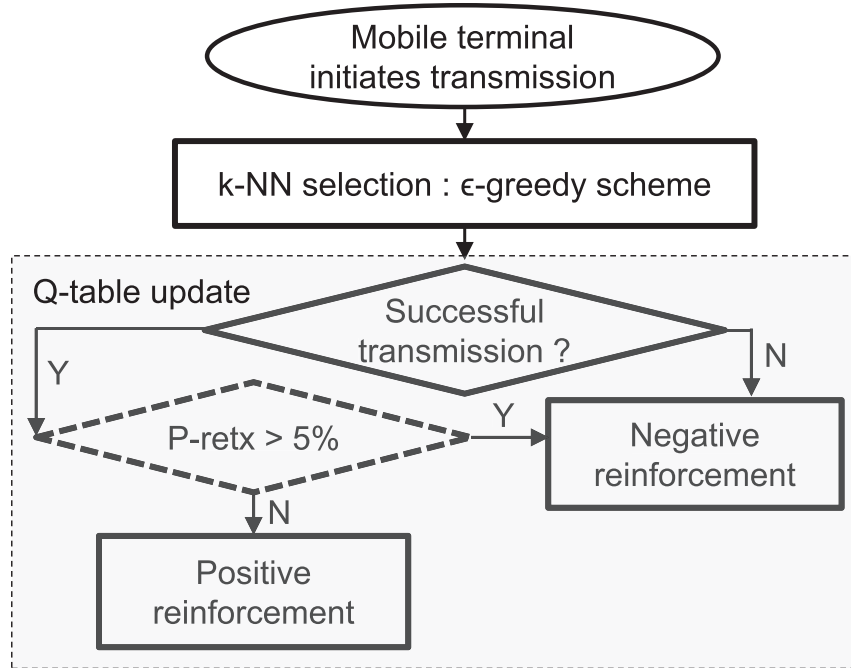 Mobile terminal
initiates transmission
k-NN selection : ϵ-greedy scheme
Q-table update
Successful
transmission ?
Y
N
P-retx > 5%
Y
Negative
reinforcement
N
Positive
reinforcement